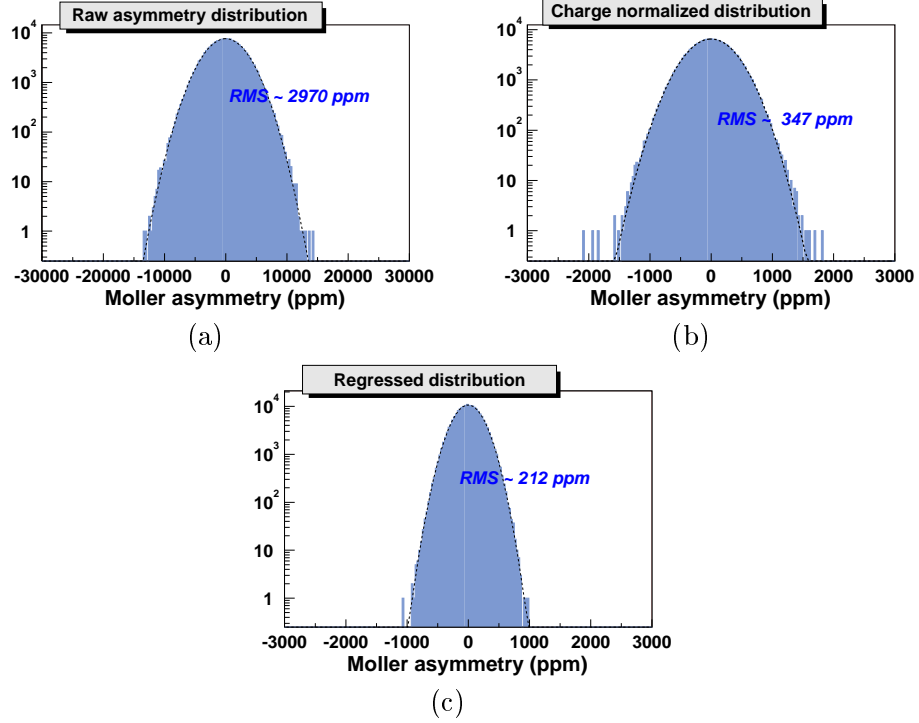 Raw asymmetry distribution
10^4
10^3
10^2
10
1
RMS ~ 2970 ppm
-30000 -20000 -10000 0 10000 20000 30000
Moller asymmetry (ppm)
(a)
Charge normalized distribution
10^4
10^3
10^2
10
1
RMS ~ 347 ppm
-3000 -2000 -1000 0 1000 2000 3000
Moller asymmetry (ppm)
(b)
Regressed distribution
10^4
10^3
10^2
10
1
RMS ~ 212 ppm
-3000 -2000 -1000 0 1000 2000 3000
Moller asymmetry (ppm)
(c)